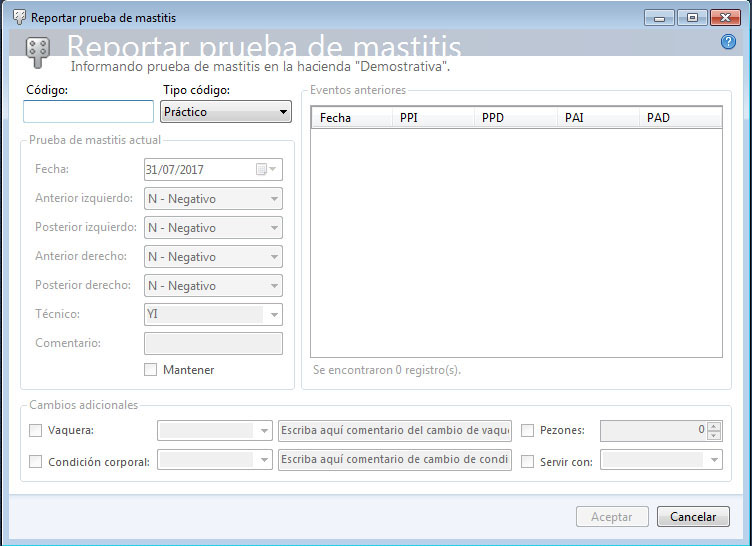 Reportar prueba de mastitis
Reportar prueba de mastitis
Informando prueba de mastitis en la hacienda "Demostrativa".
Código:
Tipo código:
Práctico
Prueba de mastitis actual
Fecha:
31/07/2017
Anterior izquierdo:
N - Negativo
Posterior izquierdo:
N - Negativo
Anterior derecho:
N - Negativo
Posterior derecho:
N - Negativo
Técnico:
YI
Comentario:
Mantener
Eventos anteriores
Fecha PPI PPD PAI PAD
Se encontraron 0 registro(s).
Cambios adicionales
Vaquera:
Escriba aquí comentario del cambio de vaqu
Pezones:
0
Condición corporal:
Escriba aquí comentario de cambio de condi
Servir con:
Aceptar
Cancelar